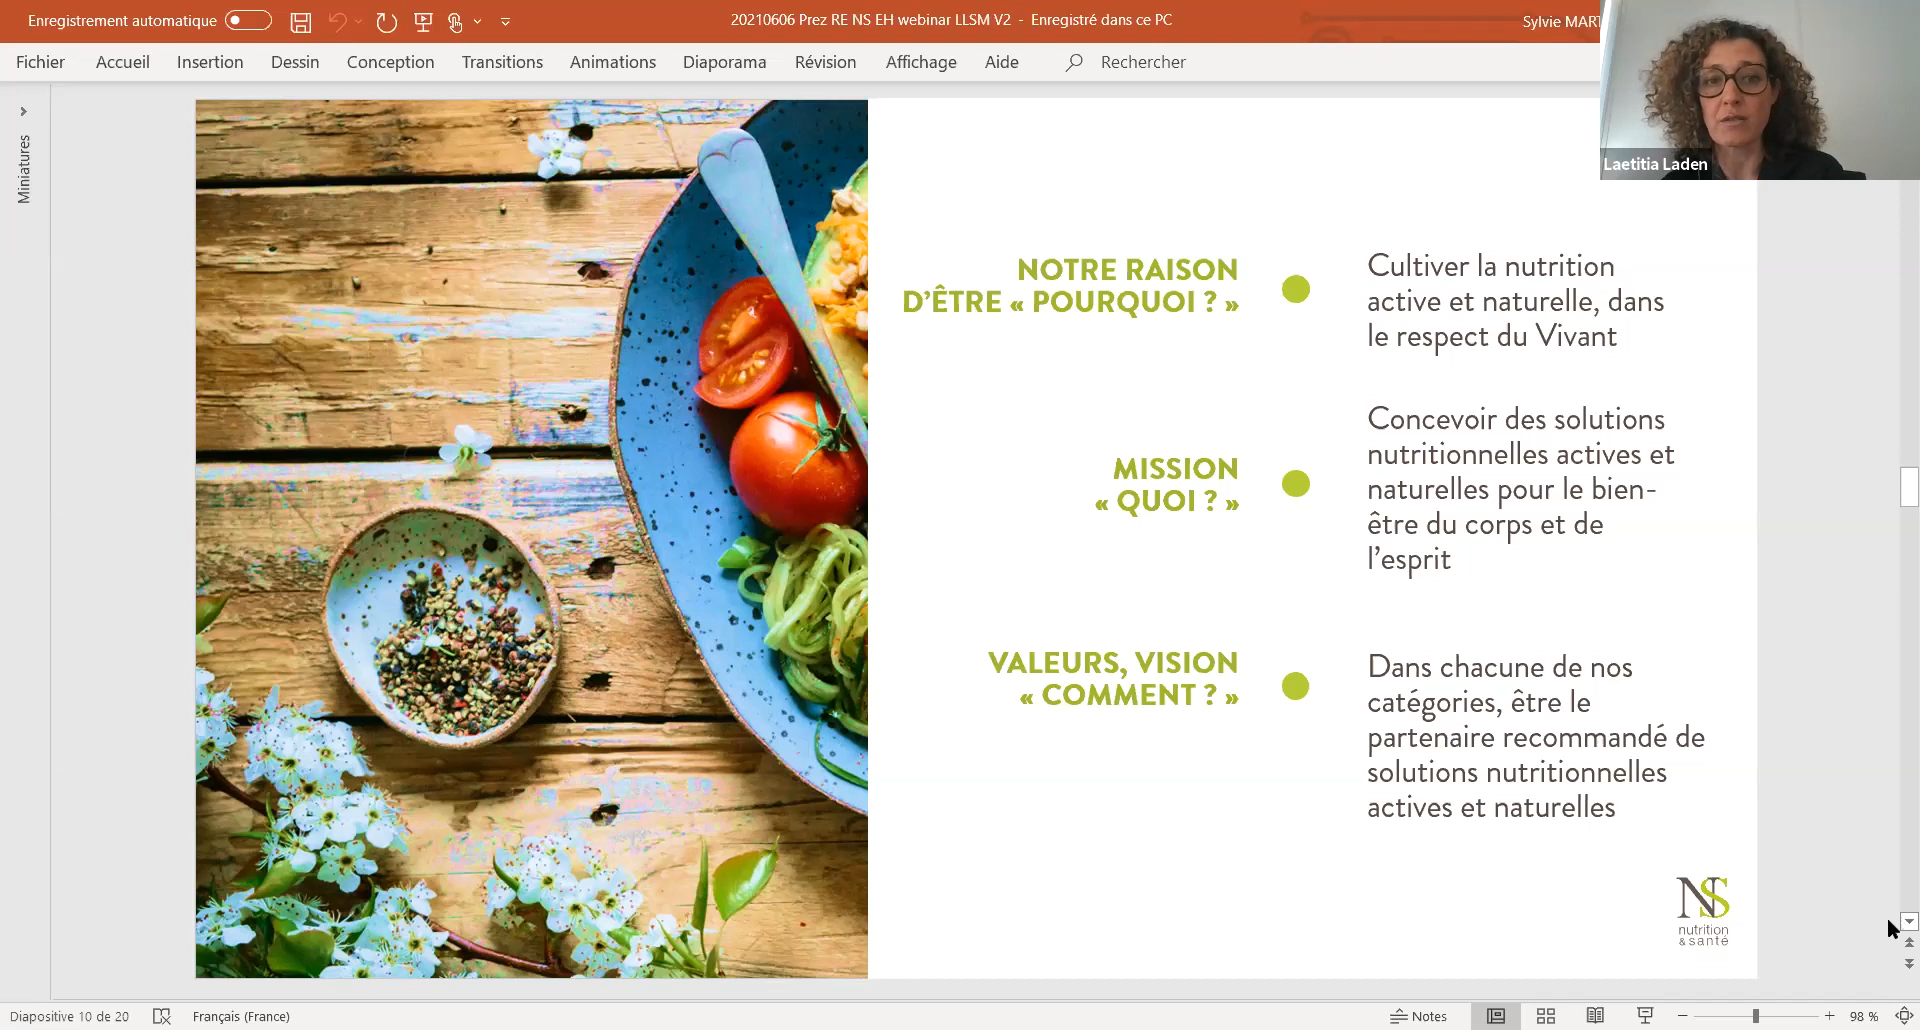 Enregistrement automatique
20210606 Prez RE NS EH webinar LLSM V2 - Enregistré dans ce PC
Sylvie MART
Fichier Accueil Insertion Dessin Conception Transitions Animations Diaporama Révision Affichage Aide Rechercher
Laetitia Laden
Miniatures
NOTRE RAISON
D'ÊTRE « POURQUOI ? »
Cultiver la nutrition
active et naturelle, dans
le respect du Vivant
MISSION
« QUOI ? »
Concevoir des solutions
nutritionnelles actives et
naturelles pour le bien-
être du corps et de
l'esprit
VALEURS, VISION
« COMMENT ? »
Dans chacune de nos
catégories, être le
partenaire recommandé de
solutions nutritionnelles
actives et naturelles
NS
nutrition
& santé
Diapositive 10 de 20 Français (France) Notes 98 %